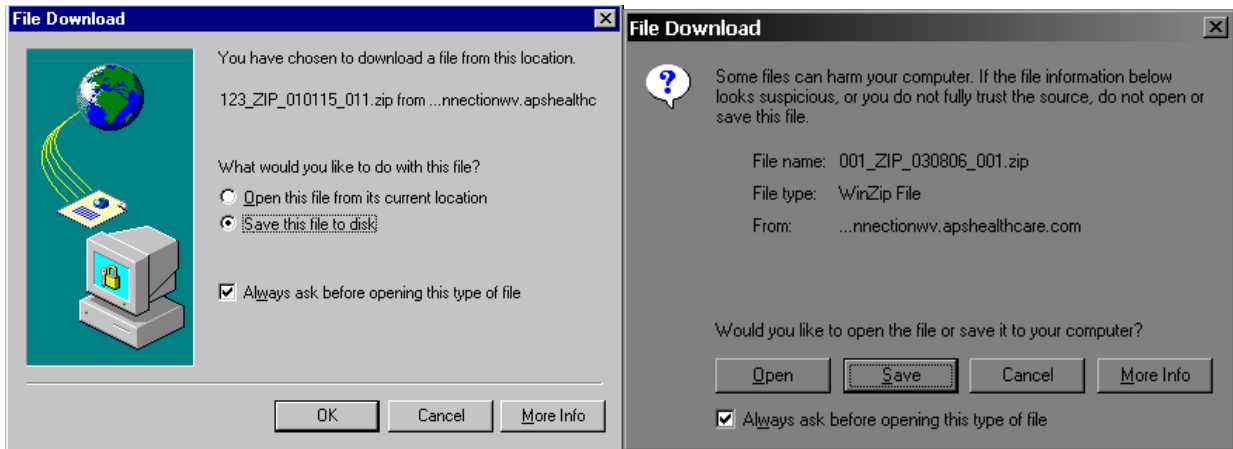 File Download
You have chosen to download a file from this location.
123_ZIP_010115_011.zip from ...nnectionwv.apshealthc
What would you like to do with this file?
Open this file from its current location
Save this file to disk
Always ask before opening this type of file
OK
Cancel
More Info
File Download
Some files can harm your computer. If the file information below
looks suspicious, or you do not fully trust the source, do not open or
save this file.
File name: 001_ZIP_030806_001.zip
File type: WinZip File
From: ...nnectionwv.apshealthcare.com
Would you like to open the file or save it to your computer?
Open
Save
Cancel
More Info
Always ask before opening this type of file